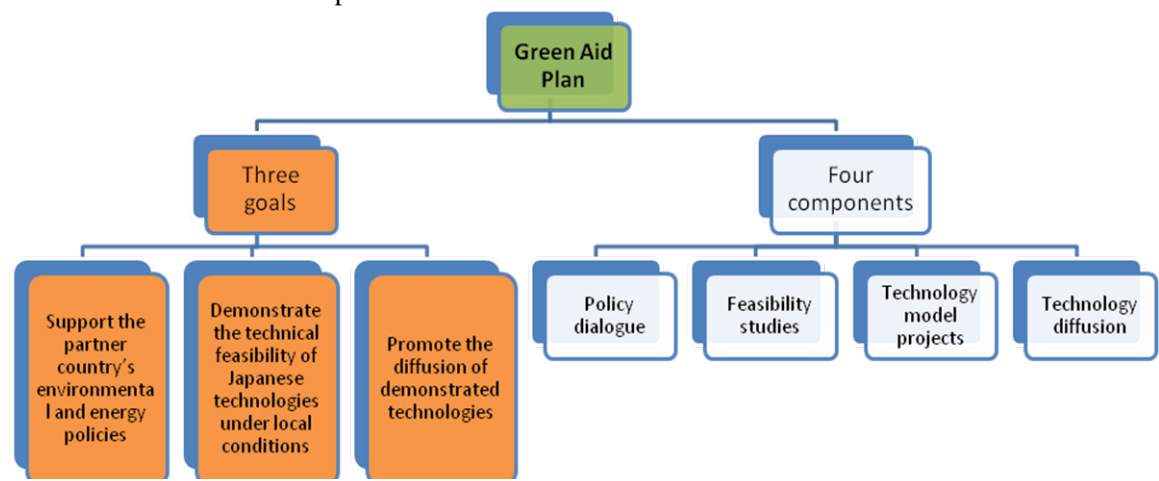 Green Aid
Plan
Three
goals
Four
components
Support the
partner
country's
environmenta
l and energy
policies
Demonstrate
the technical
feasibility of
Japanese
technologies
under local
conditions
Promote the
diffusion of
demonstrated
technologies
Policy
dialogue
Feasibility
studies
Technology
model
projects
Technology
diffusion